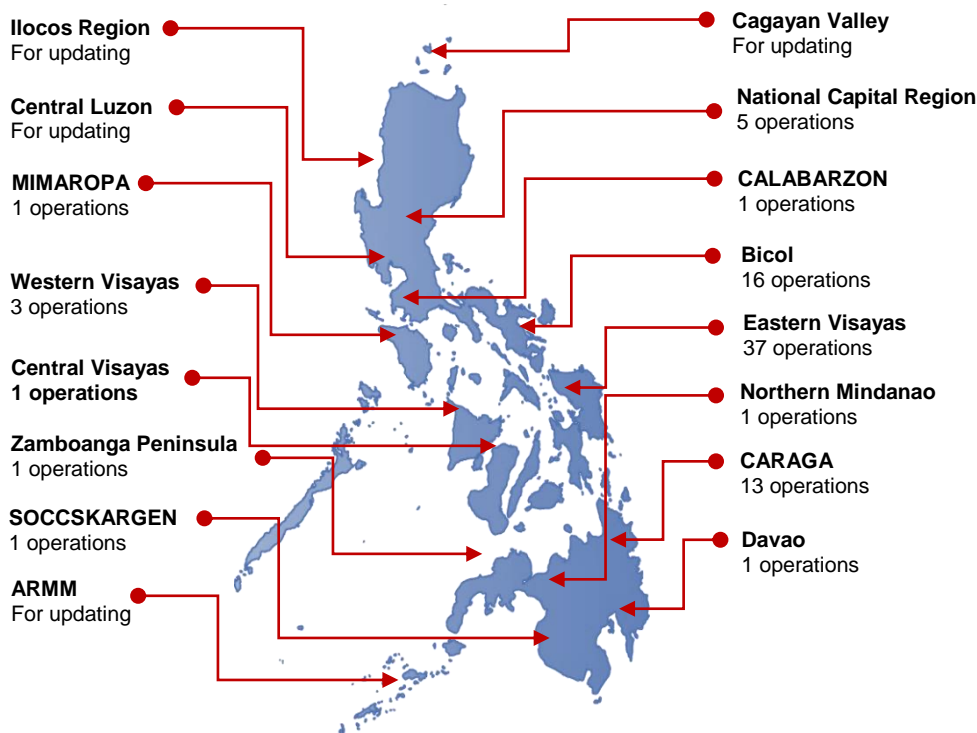 Ilocos Region
For updating
Central Luzon
For updating
MIMAROPA
1 operations
Western Visayas
3 operations
Central Visayas
1 operations
Zamboanga Peninsula
1 operations
SOCCSKARGEN
1 operations
ARMM
For updating
Cagayan Valley
For updating
National Capital Region
5 operations
CALABARZON
1 operations
Bicol
16 operations
Eastern Visayas
37 operations
Northern Mindanao
1 operations
CARAGA
13 operations
Davao
1 operations